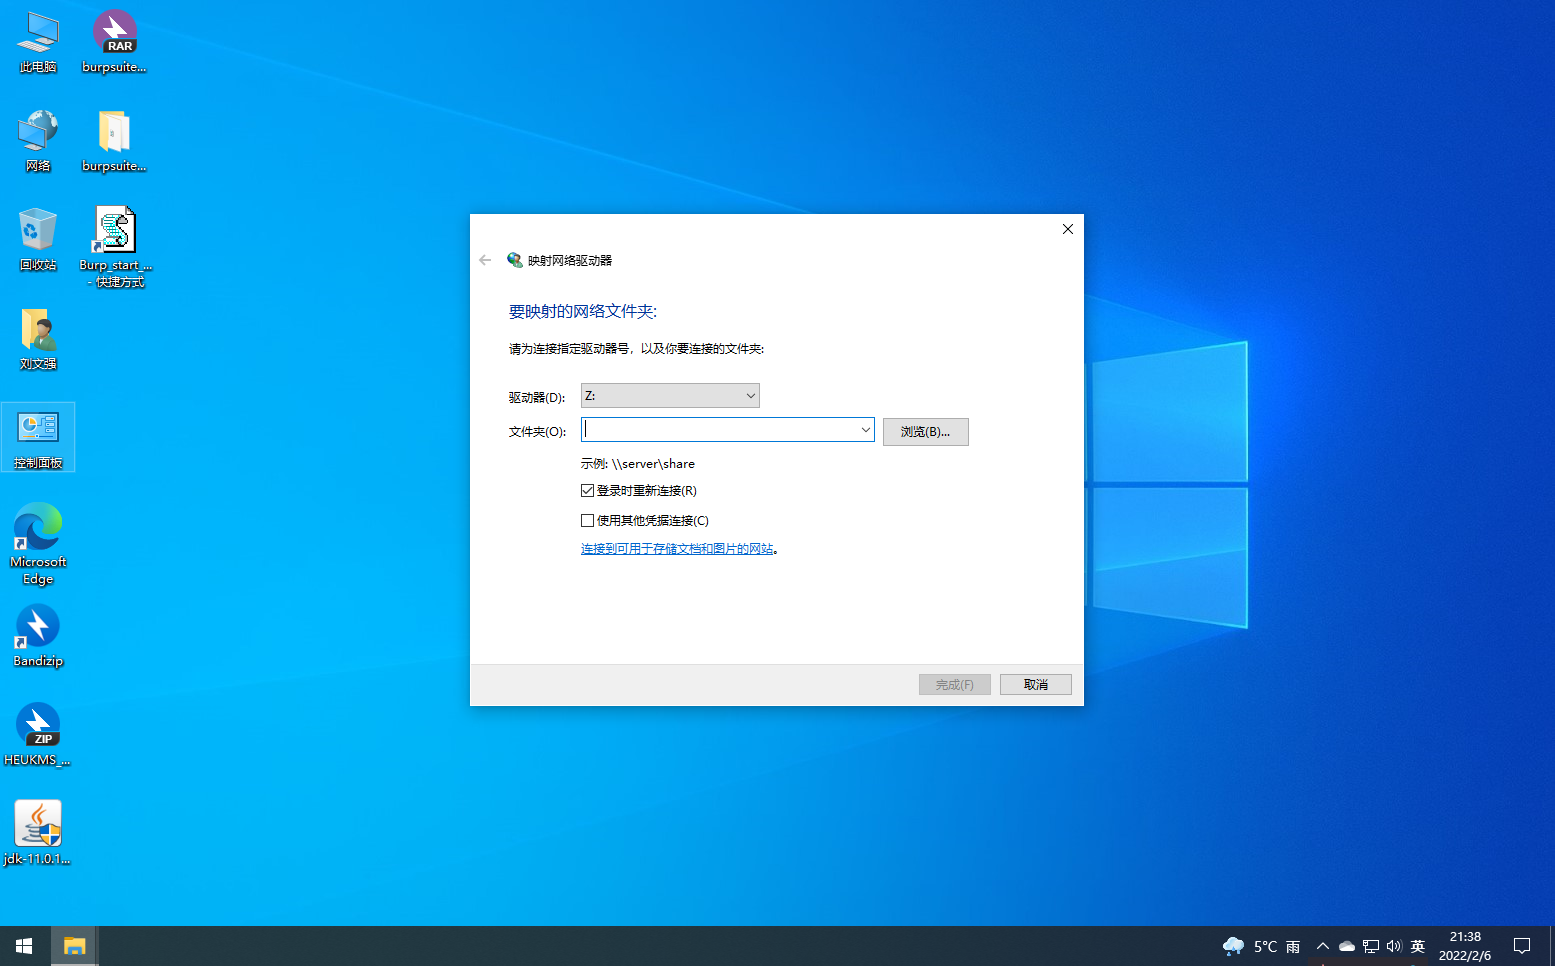 此电脑
RAR
burpsuite...
网络
burpsuite...
回收站
Burp_start_...
- 快捷方式
刘文强
控制面板
Microsoft
Edge
Bandizip
ZIP
HEUKMS_...
jdk-11.0.1...
映射网络驱动器
要映射的网络文件夹:
请为连接指定驱动器号，以及你要连接的文件夹:
驱动器(D):
Z:
文件夹(O):
浏览(B)...
示例: \\server\share
登录时重新连接(R)
使用其他凭据连接(C)
连接到可用于存储文档和图片的网站。
完成(F)
取消
5°C 雨
英
21:38
2022/2/6